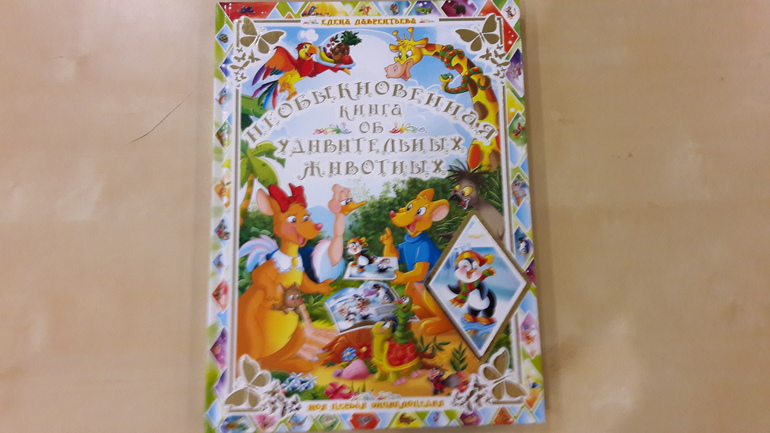 ЕЛЕНА ЛАВРЕНТЬЕВА
НЕОБЫКНОВЕННАЯ
КНИГА
ОБ
УДИВИТЕЛЬНЫХ
ЖИВОТНЫХ
МОЯ ПЕРВАЯ ЭНЦИКЛОПЕДИЯ